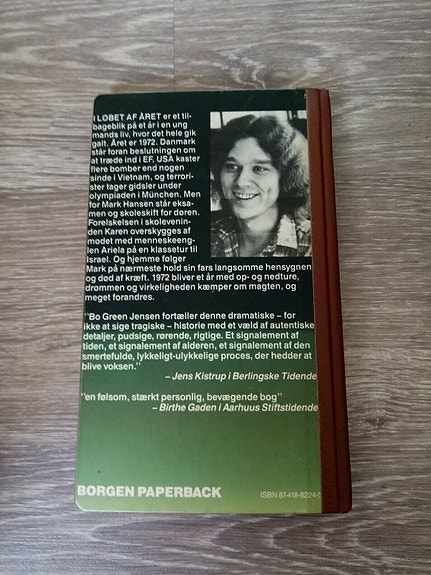 I LØBET AF ÅRET er et til-
bageblik på et år i en ung
mands liv, hvor det hele gik
galt. Året er 1972. Danmark
står foran beslutningen om
at træde ind i EF, USA kaster
flere bomber end nogen
sinde i Vietnam, og terrori-
ster tager gidsler under
olympiaden i München. Men
for Mark Hansen står eksa-
men og skoleskift for døren.
Forelskelsen i skoleveninn-
den Karen overskygges af
mødet med menneskeeng-
len Ariela på en klassetur til
Israel. Og hjemme følger
Mark på nærmeste hold sin fars langsomme hensygnen
og død af kræft. 1972 bliver et år med op- og nedture,
drømmen og virkeligheden kæmper om magten, og
meget forandres.
"Bo Green Jensen fortæller denne dramatiske – for
ikke at sige tragiske – historie med et væld af autentiske
detaljer, pudsige, rørende, rigtige. Et signalement af
tiden, et signalement af alderen, et signalement af den
smertefulde, lykkeligt-ulykkelige proces, der hedder at
blive voksen."
– Jens Kistrup i Berlingske Tidende
"en følsom, stærkt personlig, bevægende bog"
– Birthe Gaden i Aarhuus Stiftstidende
BORGEN PAPERBACK
ISBN 87-418-8224-5